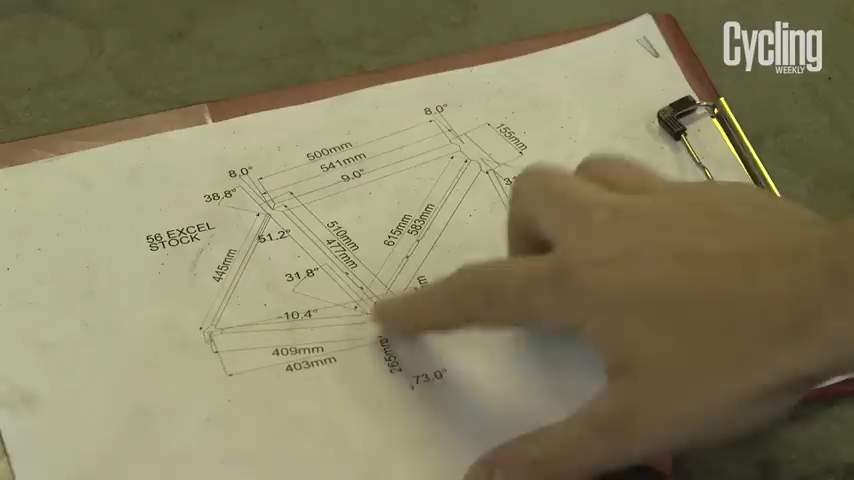 Cycling
WEEKLY
8.0°
155mm
500mm
541mm
8.0°
9.0°
38.8°
56 EXCEL
STOCK
51.2°
510mm
477mm
615mm
583mm
445mm
31.8°
-10.4°
409mm
403mm
265mm
73.0°